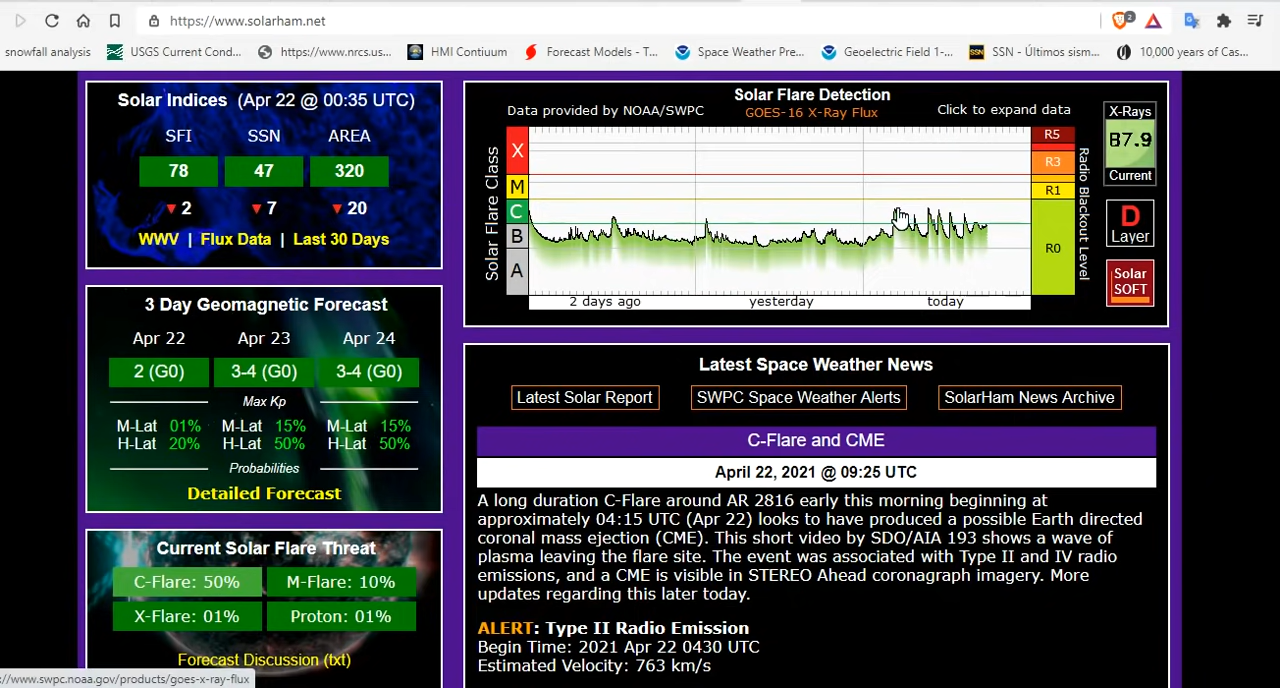 https://www.solarham.net
2
snowfall analysis
USGS Current Cond...
https://www.nrcs.us...
HMI Contiuum
Forecast Models - T...
Space Weather Pre...
Geoelectric Field 1-...
SSN
SSN - Últimos sism...
10,000 years of Cas...
Solar Indices (Apr 22 @ 00:35 UTC)
SFI SSN AREA
78 47 320
▼ 2 ▼ 7 ▼ 20
WWV | Flux Data | Last 30 Days
3 Day Geomagnetic Forecast
Apr 22 Apr 23 Apr 24
2 (G0) 3-4 (G0) 3-4 (G0)
Max Kp
M-Lat 01% M-Lat 15% M-Lat 15%
H-Lat 20% H-Lat 50% H-Lat 50%
Probabilities
Detailed Forecast
Current Solar Flare Threat
C-Flare: 50% M-Flare: 10%
X-Flare: 01% Proton: 01%
Forecast Discussion (txt)
://www.swpc.noaa.gov/products/goes-x-ray-flux
Solar Flare Detection
Data provided by NOAA/SWPC
GOES-16 X-Ray Flux
Click to expand data
Solar Flare Class
X
M
C
B
A
2 days ago yesterday today
R5
R3
R1
R0
Radio Blackout Level
X-Rays
B7.9
Current
D
Layer
Solar
SOFT
Latest Space Weather News
Latest Solar Report
SWPC Space Weather Alerts
SolarHam News Archive
C-Flare and CME
April 22, 2021 @ 09:25 UTC
A long duration C-Flare around AR 2816 early this morning beginning at
approximately 04:15 UTC (Apr 22) looks to have produced a possible Earth directed
coronal mass ejection (CME). This short video by SDO/AIA 193 shows a wave of
plasma leaving the flare site. The event was associated with Type II and IV radio
emissions, and a CME is visible in STEREO Ahead coronagraph imagery. More
updates regarding this later today.
ALERT: Type II Radio Emission
Begin Time: 2021 Apr 22 0430 UTC
Estimated Velocity: 763 km/s